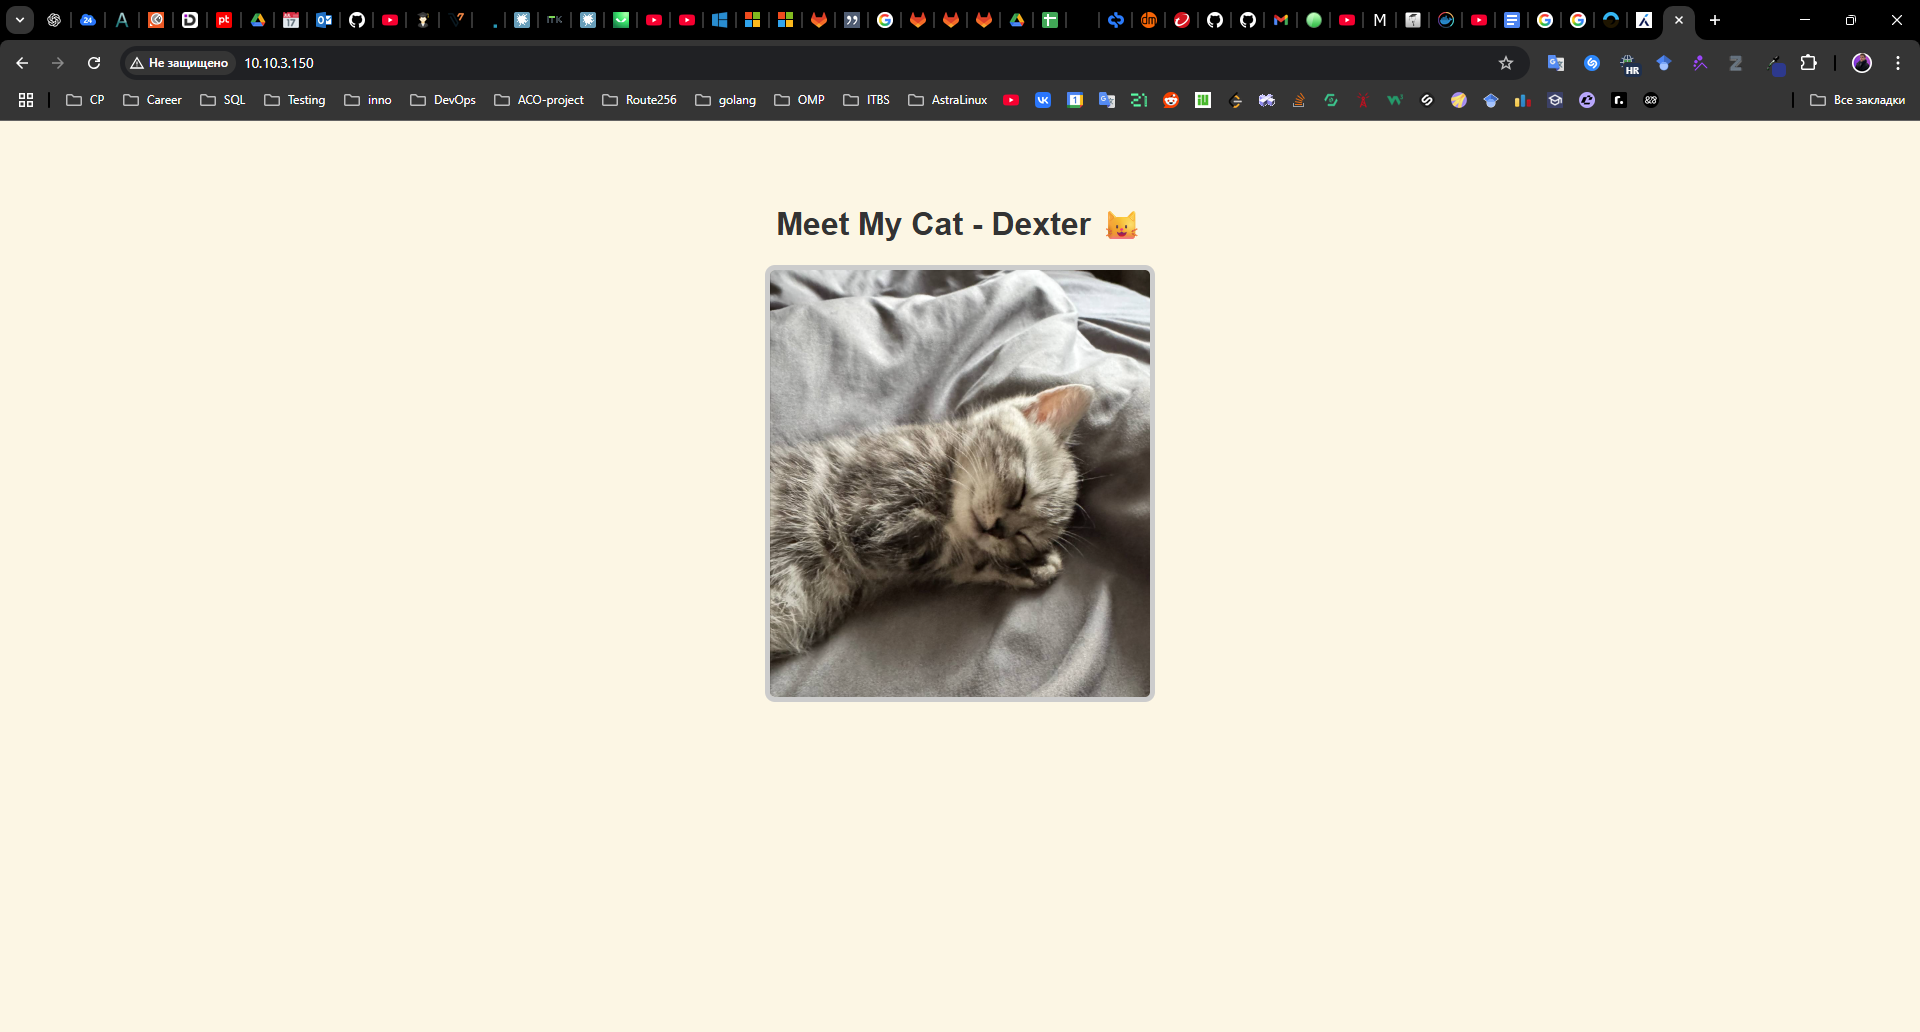 Не защищено 10.10.3.150
CP Career SQL Testing inno DevOps ACO-project Route256 golang OMP ITBS AstraLinux Все закладки
Meet My Cat - Dexter 😺